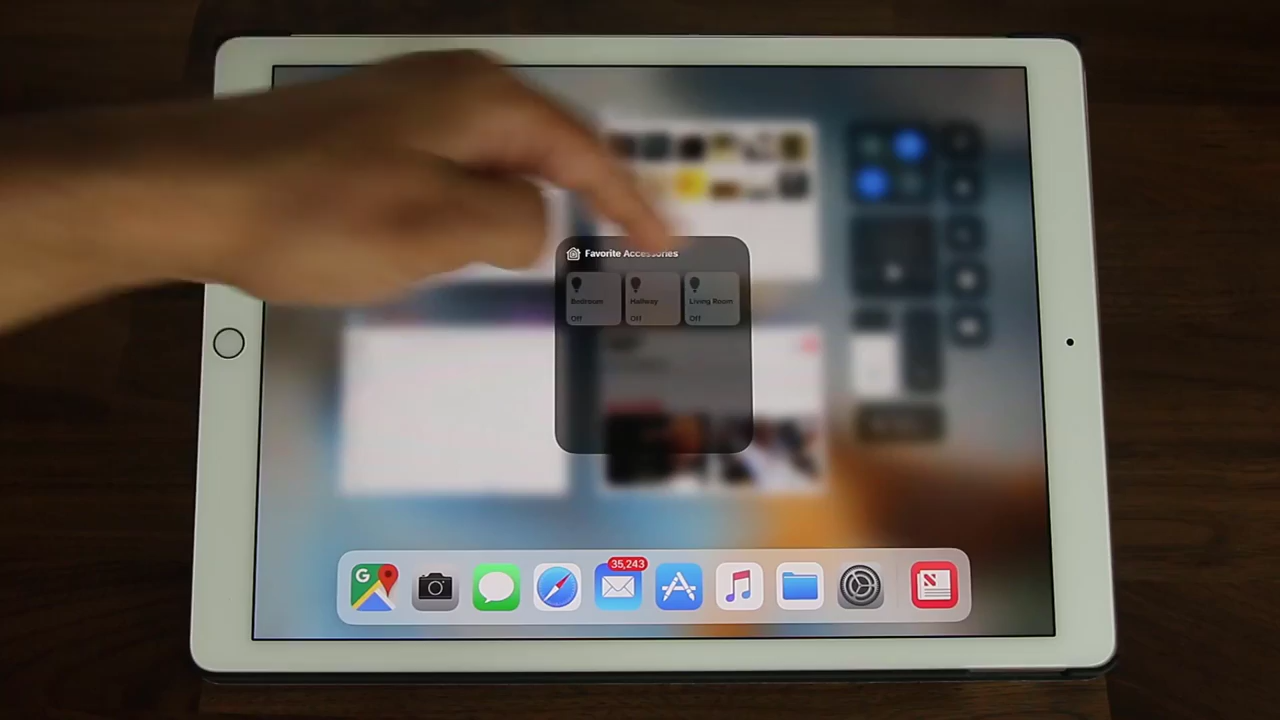 Favorite Accessories
Bedroom
Off
Hallway
Off
Living Room
Off
35,243
G
N